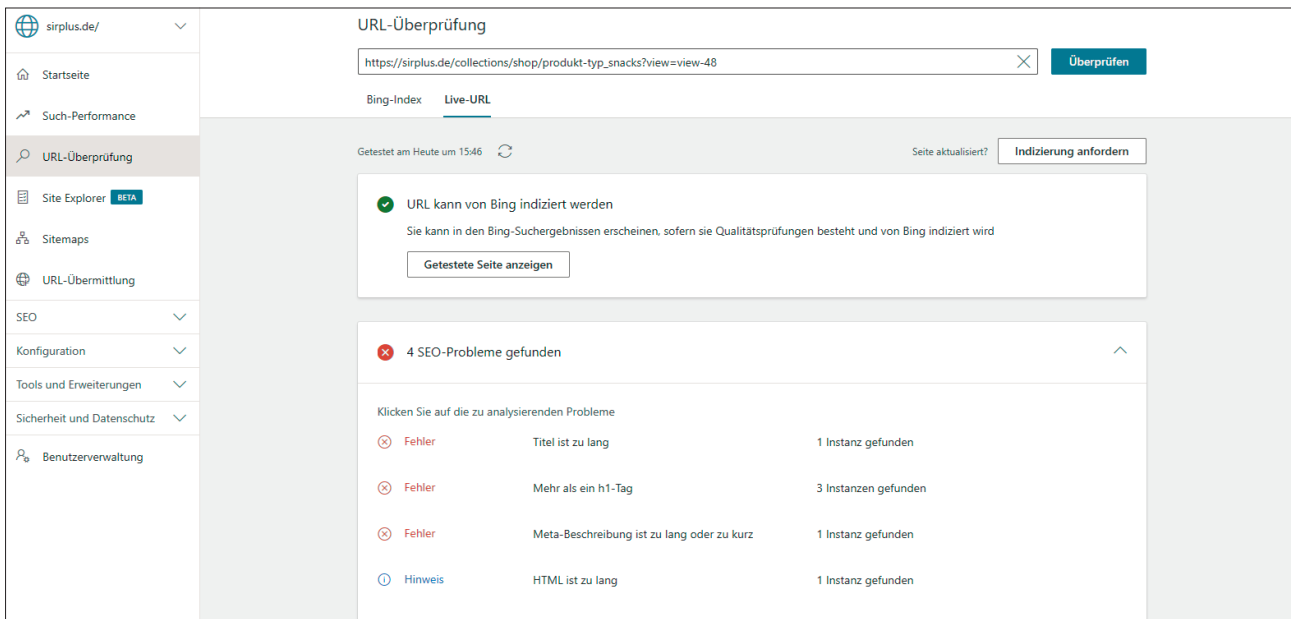 sirplus.de/
Startseite
Such-Performance
URL-Überprüfung
Site Explorer BETA
Sitemaps
URL-Übermittlung
SEO
Konfiguration
Tools und Erweiterungen
Sicherheit und Datenschutz
Benutzerverwaltung
URL-Überprüfung
https://sirplus.de/collections/shop/produkt-typ_snacks?view=view-48
Überprüfen
Bing-Index Live-URL
Getestet am Heute um 15:46
Seite aktualisiert? Indizierung anfordern
URL kann von Bing indiziert werden
Sie kann in den Bing-Suchergebnissen erscheinen, sofern sie Qualitätsprüfungen besteht und von Bing indiziert wird
Getestete Seite anzeigen
4 SEO-Probleme gefunden
Klicken Sie auf die zu analysierenden Probleme
Fehler Titel ist zu lang 1 Instanz gefunden
Fehler Mehr als ein h1-Tag 3 Instanzen gefunden
Fehler Meta-Beschreibung ist zu lang oder zu kurz 1 Instanz gefunden
Hinweis HTML ist zu lang 1 Instanz gefunden